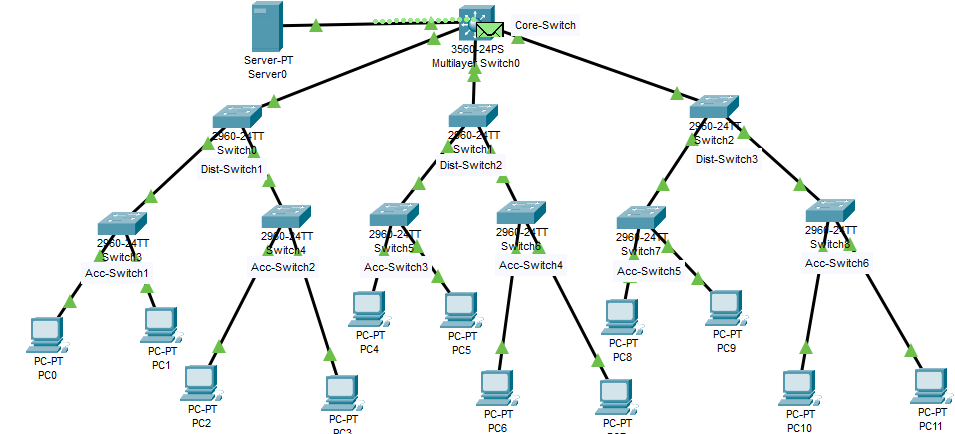 Core-Switch
Server-PT
Server0
3560-24PS
Multilayer Switch0
2960-24TT
Switch0
Dist-Switch1
2960-24TT
Dist-Switch2
2960-24TT
Switch2
Dist-Switch3
2960-24TT
Switch3
Acc-Switch1
2960-24TT
Switch4
Acc-Switch2
2960-24TT
Switch5
Acc-Switch3
2960-24TT
Acc-Switch4
2960-24TT
Switch7
Acc-Switch5
2960-24TT
Switch8
Acc-Switch6
PC-PT
PC0
PC-PT
PC1
PC-PT
PC2
PC-PT
PC3
PC-PT
PC4
PC-PT
PC5
PC-PT
PC6
PC-PT
PC-PT
PC8
PC-PT
PC9
PC-PT
PC10
PC-PT
PC11